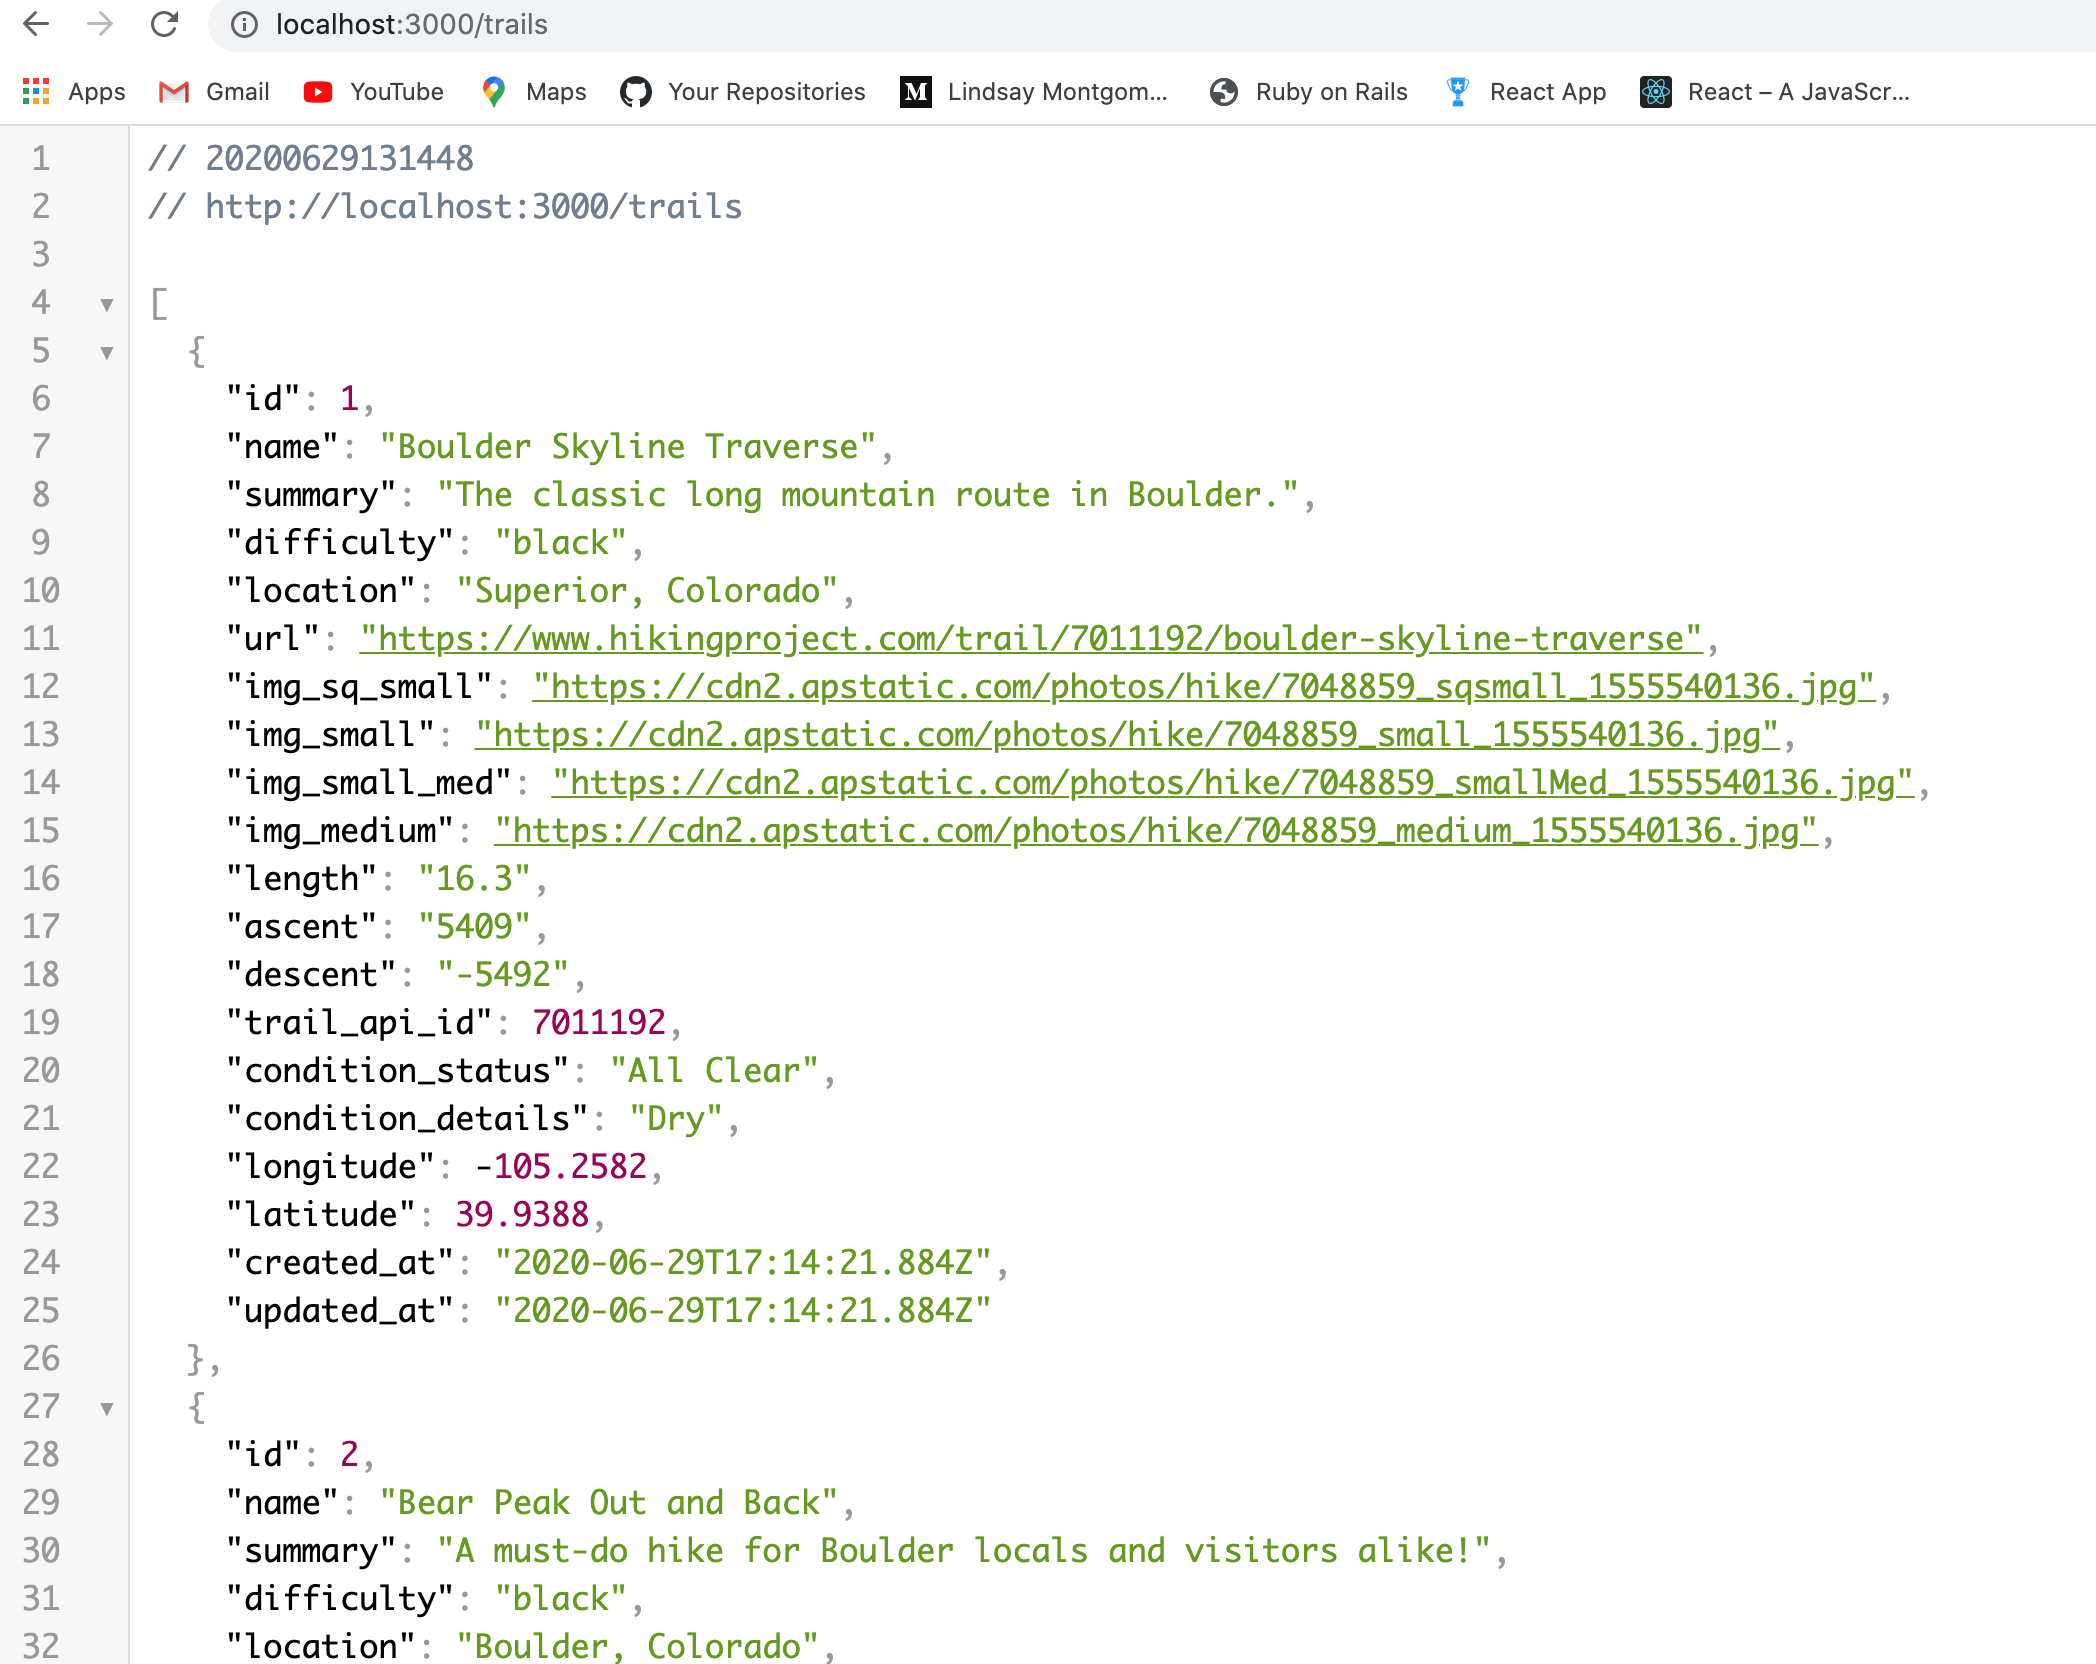 localhost:3000/trails
Apps Gmail YouTube Maps Your Repositories M Lindsay Montgom... Ruby on Rails React App React – A JavaScr...
1 // 20200629131448
2 // http://localhost:3000/trails
3
4 [
5 {
6 "id": 1,
7 "name": "Boulder Skyline Traverse",
8 "summary": "The classic long mountain route in Boulder.",
9 "difficulty": "black",
10 "location": "Superior, Colorado",
11 "url": "https://www.hikingproject.com/trail/7011192/boulder-skyline-traverse",
12 "img_sq_small": "https://cdn2.apstatic.com/photos/hike/7048859_sqsmall_1555540136.jpg",
13 "img_small": "https://cdn2.apstatic.com/photos/hike/7048859_small_1555540136.jpg",
14 "img_small_med": "https://cdn2.apstatic.com/photos/hike/7048859_smallMed_1555540136.jpg",
15 "img_medium": "https://cdn2.apstatic.com/photos/hike/7048859_medium_1555540136.jpg",
16 "length": "16.3",
17 "ascent": "5409",
18 "descent": "-5492",
19 "trail_api_id": 7011192,
20 "condition_status": "All Clear",
21 "condition_details": "Dry",
22 "longitude": -105.2582,
23 "latitude": 39.9388,
24 "created_at": "2020-06-29T17:14:21.884Z",
25 "updated_at": "2020-06-29T17:14:21.884Z"
26 },
27 {
28 "id": 2,
29 "name": "Bear Peak Out and Back",
30 "summary": "A must-do hike for Boulder locals and visitors alike!",
31 "difficulty": "black",
32 "location": "Boulder, Colorado",